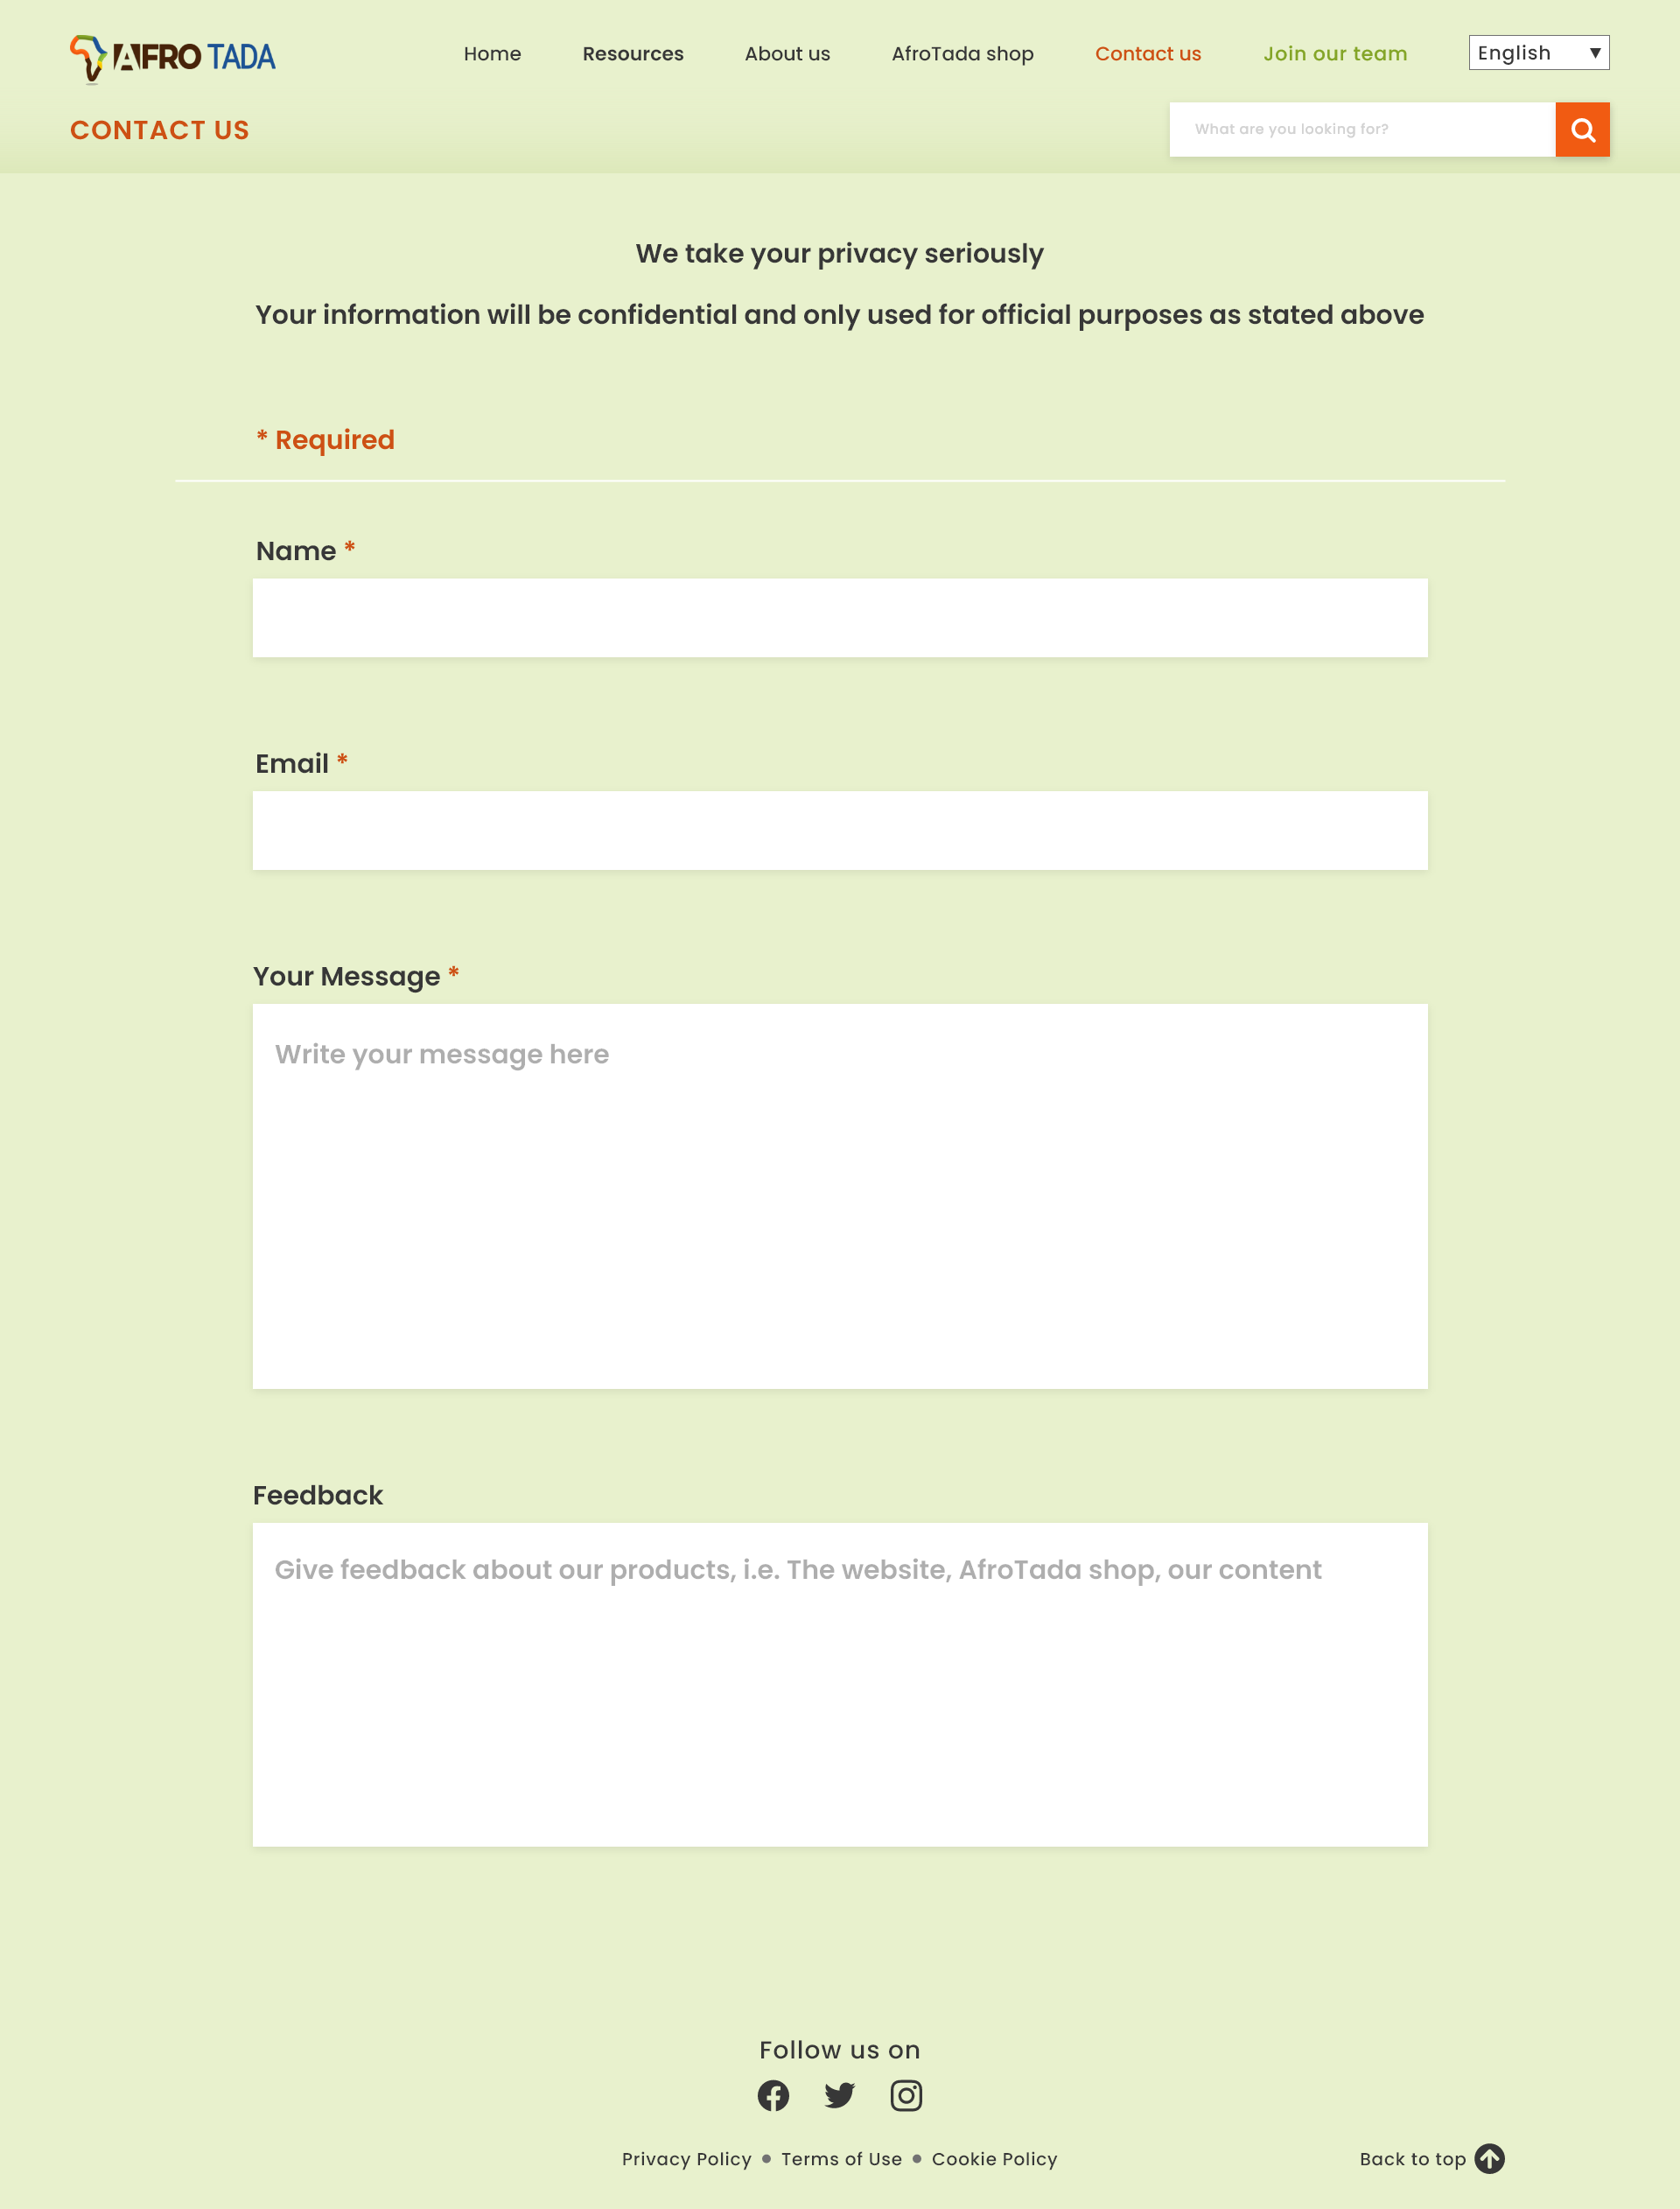 AFRO TADA
Home Resources About us AfroTada shop Contact us Join our team English
CONTACT US
What are you looking for?
We take your privacy seriously
Your information will be confidential and only used for official purposes as stated above
* Required
Name *
Email *
Your Message *
Write your message here
Feedback
Give feedback about our products, i.e. The website, AfroTada shop, our content
Follow us on
Privacy Policy • Terms of Use • Cookie Policy
Back to top